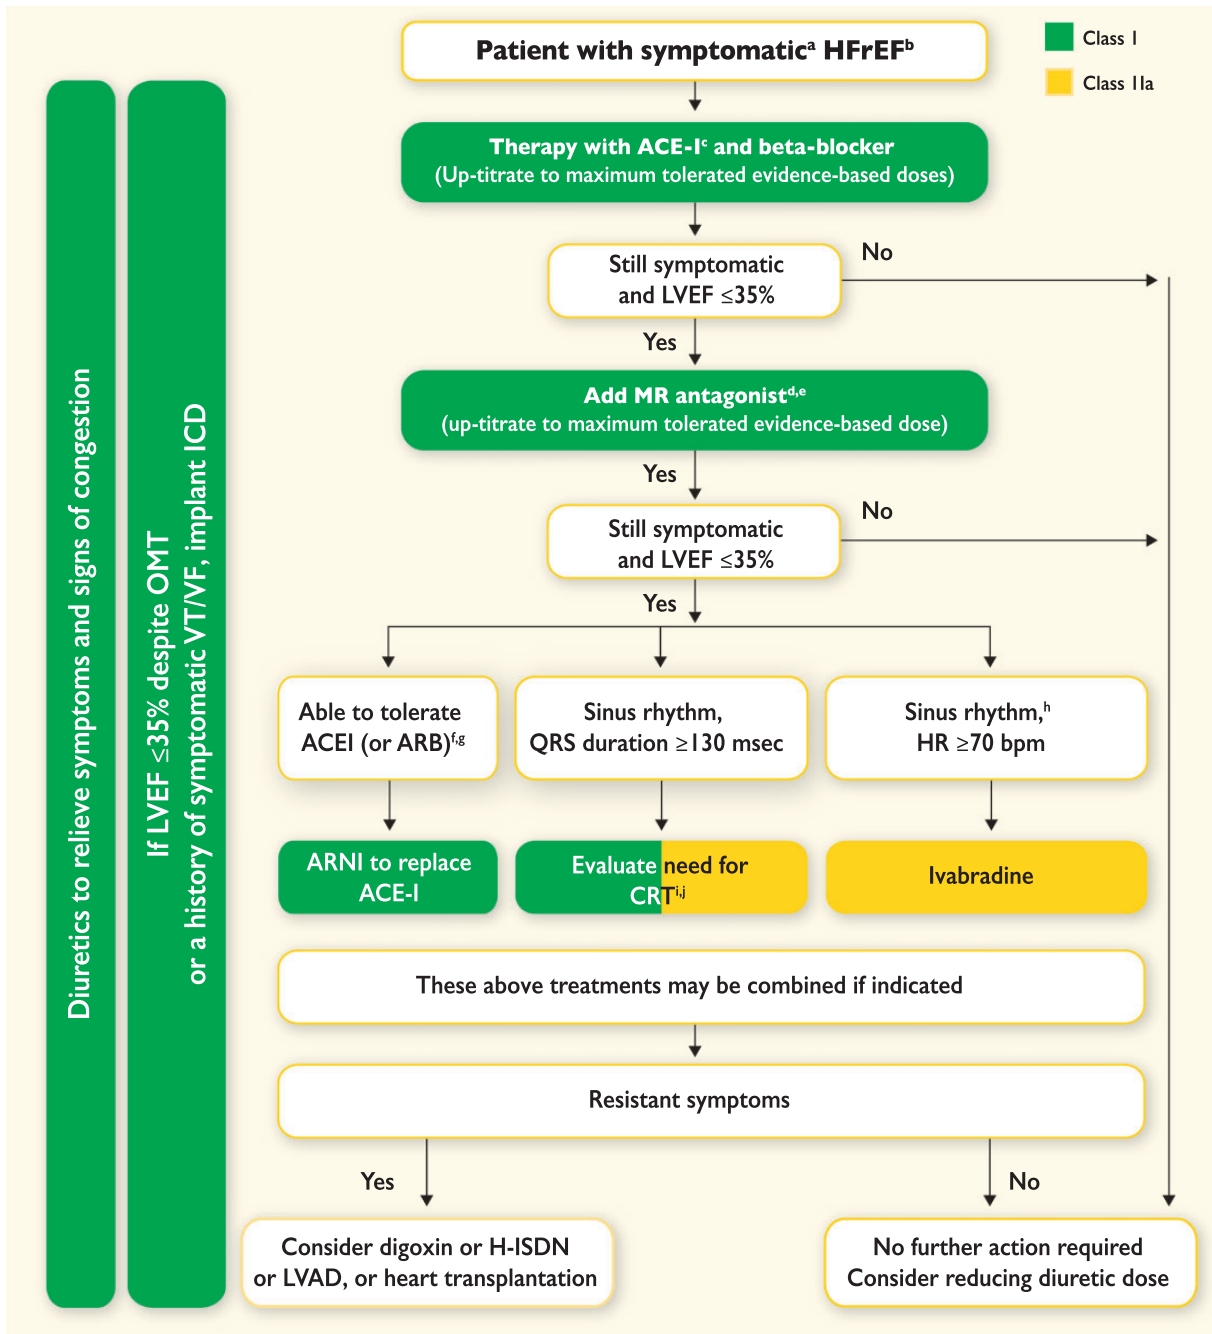 Patient with symptomaticᵃ HFrEFᵇ
Class I
Class IIa
Therapy with ACE-Iᶜ and beta-blocker
(Up-titrate to maximum tolerated evidence-based doses)
Still symptomatic
and LVEF ≤35%
No
Yes
Add MR antagonistᵈ,ᵉ
(up-titrate to maximum tolerated evidence-based dose)
Yes
Still symptomatic
and LVEF ≤35%
No
Yes
Able to tolerate
ACEI (or ARB)ᶠ,ᵍ
Sinus rhythm,
QRS duration ≥130 msec
Sinus rhythm,ʰ
HR ≥70 bpm
ARNI to replace
ACE-I
Evaluate need for
CRTⁱ,ʲ
Ivabradine
These above treatments may be combined if indicated
Resistant symptoms
Yes
No
Consider digoxin or H-ISDN
or LVAD, or heart transplantation
No further action required
Consider reducing diuretic dose
Diuretics to relieve symptoms and signs of congestion
If LVEF ≤35% despite OMT
or a history of symptomatic VT/VF, implant ICD